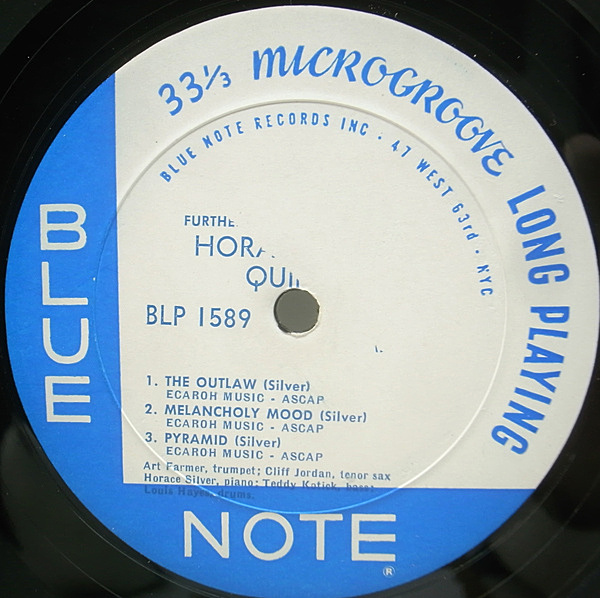 33⅓ MICROGROOVE LONG PLAYING
BLUE NOTE RECORDS INC · 47 WEST 63rd · NYC
FURTHE
HORA
QUI
BLP 1589
1. THE OUTLAW (Silver)
ECAROH MUSIC - ASCAP
2. MELANCHOLY MOOD (Silver)
ECAROH MUSIC - ASCAP
3. PYRAMID (Silver)
ECAROH MUSIC - ASCAP
Art Farmer, trumpet; Cliff Jordan, tenor sax
Horace Silver, piano; Teddy Kotick, bass;
Louis Hayes, drums.
BLUE
NOTE
®